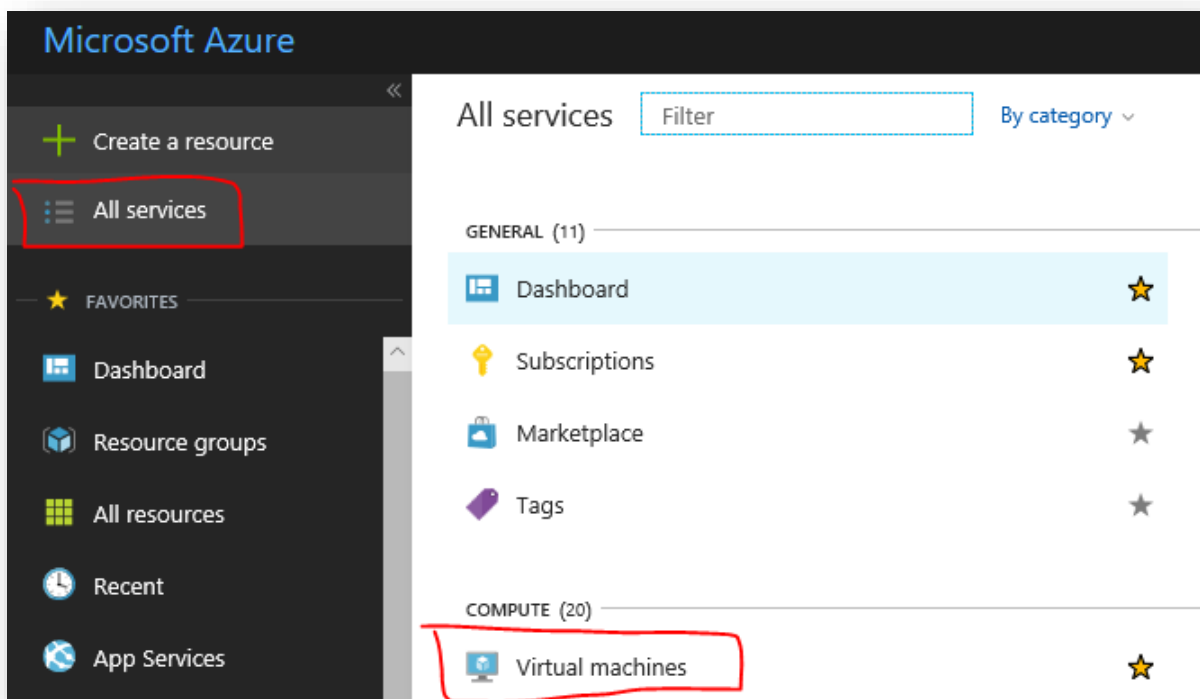 Microsoft Azure
«
Create a resource
All services
FAVORITES
Dashboard
Resource groups
All resources
Recent
App Services
All services
Filter
By category
GENERAL (11)
Dashboard
Subscriptions
Marketplace
Tags
COMPUTE (20)
Virtual machines